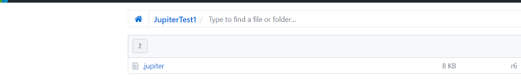 JupiterTest1 / Type to find a file or folder...
.jupiter 8 KB r6